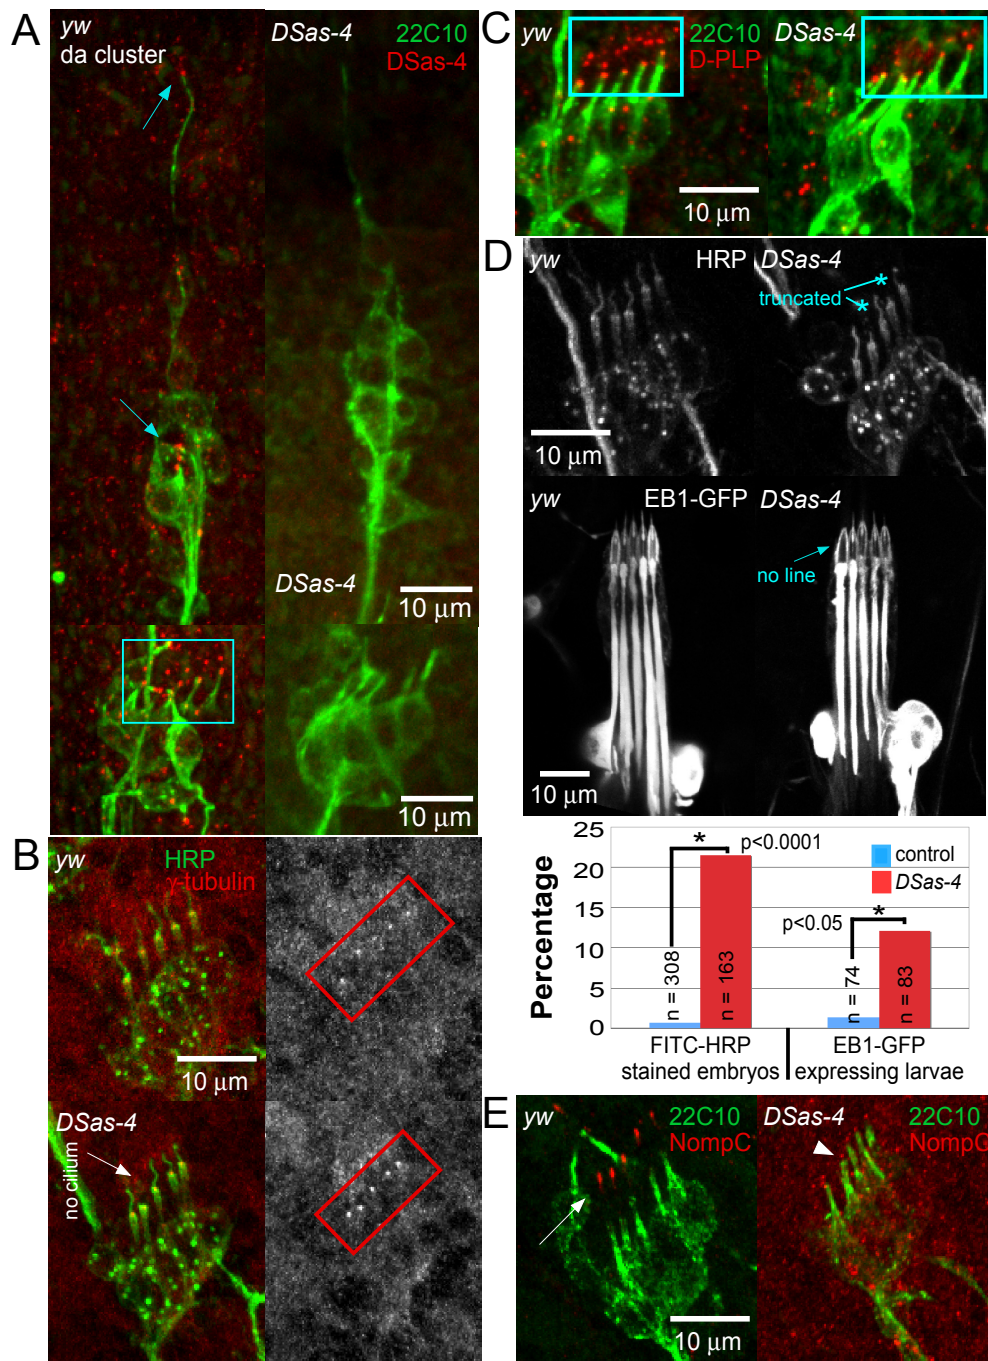 A
yw
da cluster
DSas-4
22C10
DSas-4
DSas-4
10 μm
10 μm
B
yw
HRP
γ-tubulin
10 μm
DSas-4
no cilium
C
yw
22C10
D-PLP
DSas-4
10 μm
D
yw
HRP
DSas-4
truncated
*
*
10 μm
yw
EB1-GFP
DSas-4
no line
10 μm
Percentage
25
20
15
10
5
0
*
p<0.0001
control
DSas-4
p<0.05
*
n = 308
n = 163
n = 74
n = 83
FITC-HRP
stained embryos
EB1-GFP
expressing larvae
E
yw
22C10
NompC
DSas-4
22C10
NompC
10 μm